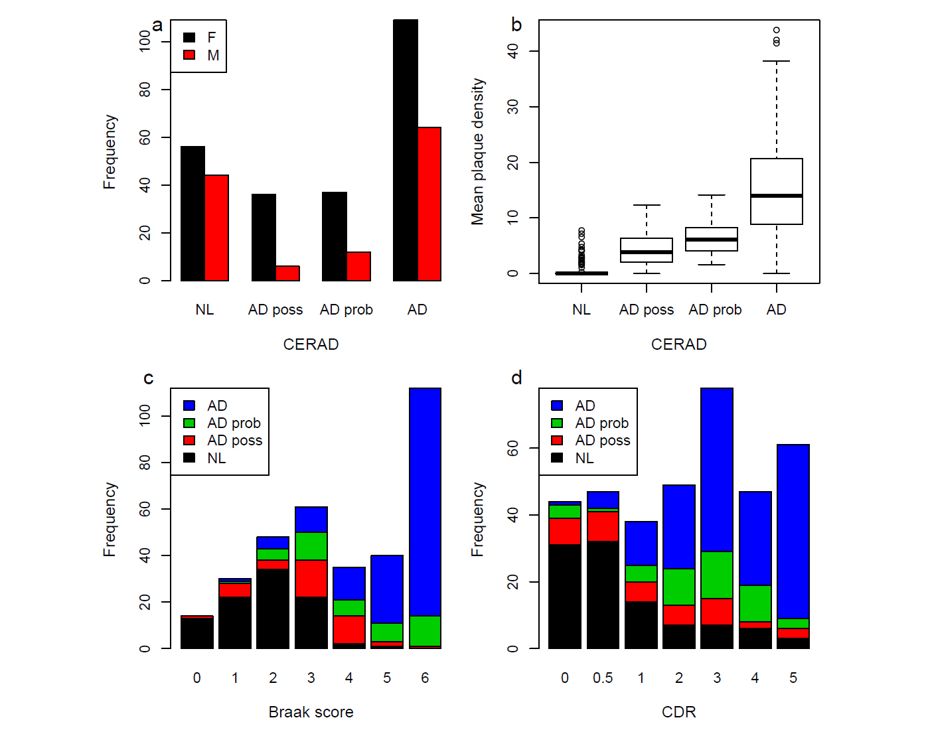 a
F
M
Frequency
0 20 40 60 80 100
NL AD poss AD prob AD
CERAD
b
Mean plaque density
0 10 20 30 40
NL AD poss AD prob AD
CERAD
c
AD
AD prob
AD poss
NL
Frequency
0 20 40 60 80 100
0 1 2 3 4 5 6
Braak score
d
AD
AD prob
AD poss
NL
Frequency
0 20 40 60
0 0.5 1 2 3 4 5
CDR